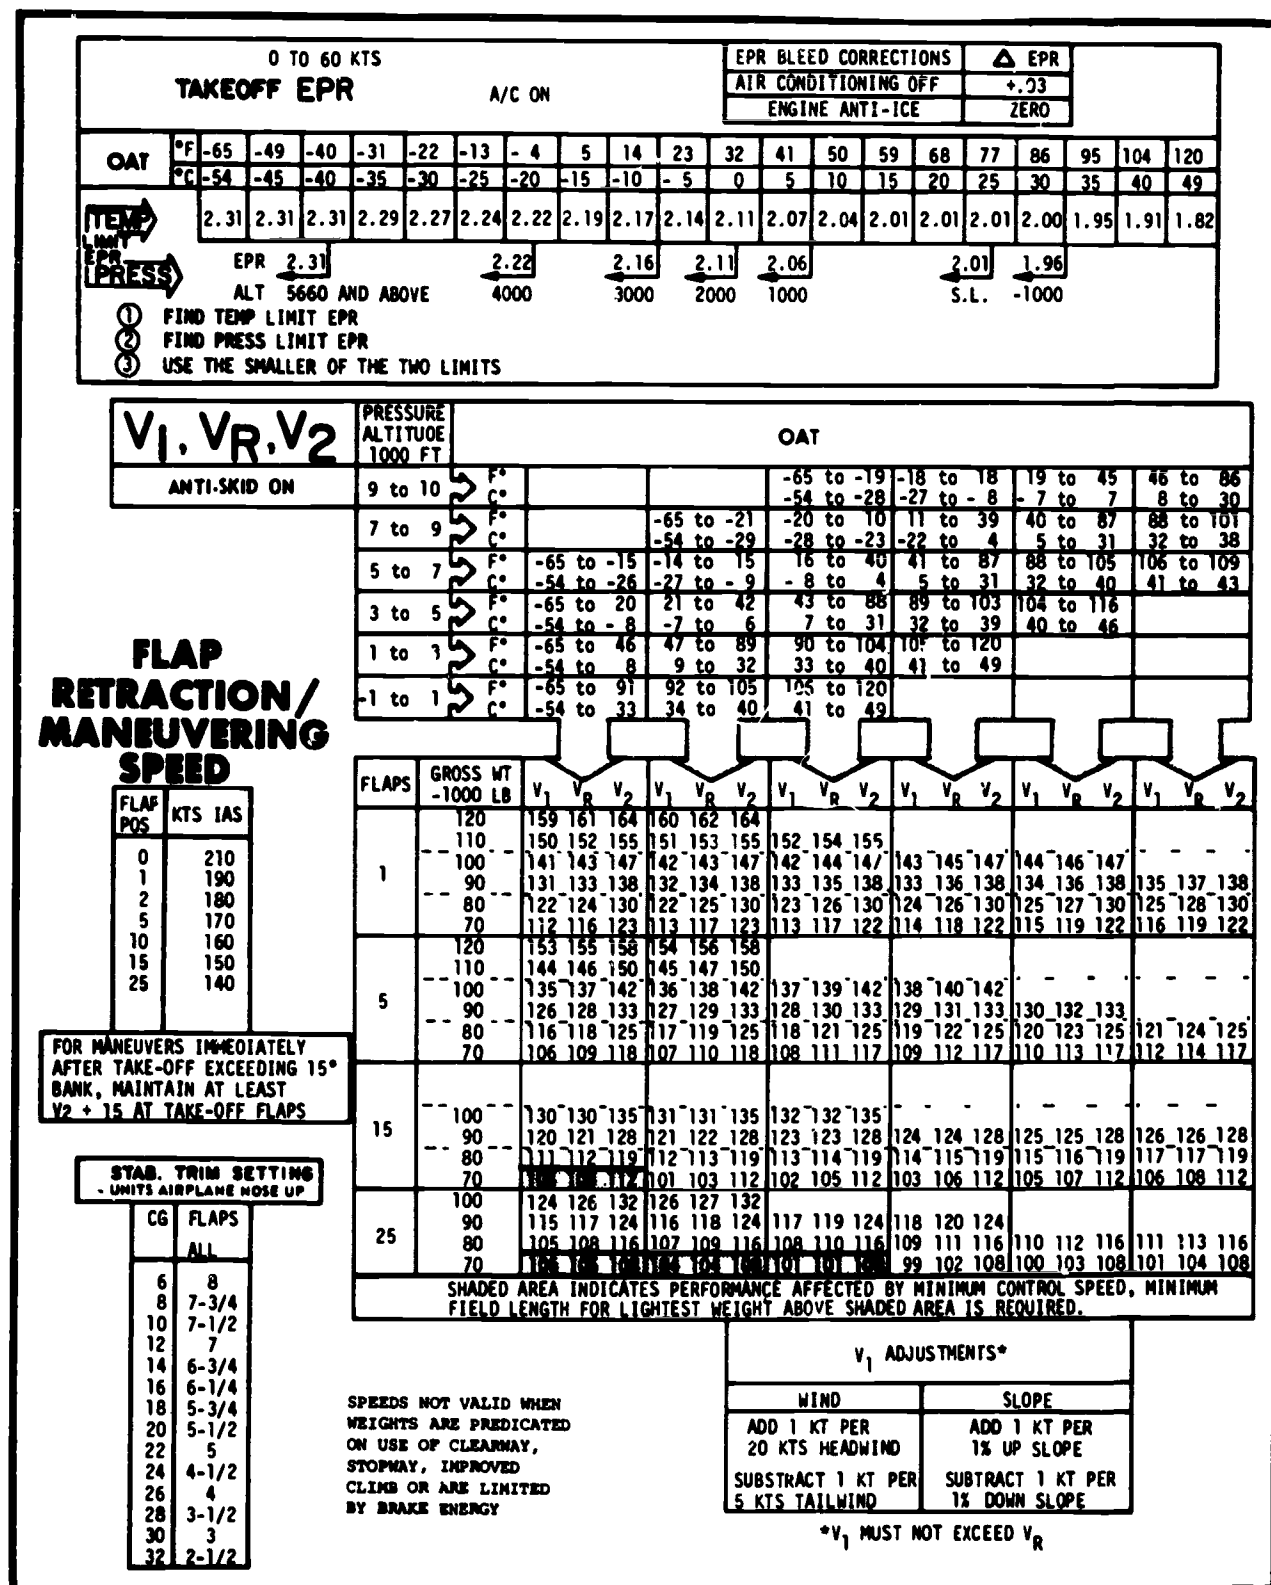 0 TO 60 KTS
TAKEOFF EPR
A/C ON
EPR BLEED CORRECTIONS △ EPR
AIR CONDITIONING OFF +.03
ENGINE ANTI-ICE ZERO
OAT
°F -65 -49 -40 -31 -22 -13 - 4 5 14 23 32 41 50 59 68 77 86 95 104 120
°C -54 -45 -40 -35 -30 -25 -20 -15 -10 - 5 0 5 10 15 20 25 30 35 40 49
TEMP 2.31 2.31 2.31 2.29 2.27 2.24 2.22 2.19 2.17 2.14 2.11 2.07 2.04 2.01 2.01 2.01 2.00 1.95 1.91 1.82
LIMIT
EPR
PRESS
EPR 2.31 2.22 2.16 2.11 2.06 2.01 1.96
ALT 5660 AND ABOVE 4000 3000 2000 1000 S.L. -1000
① FIND TEMP LIMIT EPR
② FIND PRESS LIMIT EPR
③ USE THE SMALLER OF THE TWO LIMITS
V1, VR, V2
ANTI-SKID ON
PRESSURE
ALTITUDE
1000 FT
OAT
9 to 10 F° -65 to -19 -18 to 18 19 to 45 46 to 86
C° -54 to -28 -27 to - 8 - 7 to 7 8 to 30
7 to 9 F° -65 to -21 -20 to 10 11 to 39 40 to 87 88 to 101
C° -54 to -29 -28 to -23 -22 to 4 5 to 31 32 to 38
5 to 7 F° -65 to -15 -14 to 15 16 to 40 41 to 87 88 to 105 106 to 109
C° -54 to -26 -27 to - 9 - 8 to 4 5 to 31 32 to 40 41 to 43
3 to 5 F° -65 to 20 21 to 42 43 to 88 89 to 103 104 to 116
C° -54 to - 8 -7 to 6 7 to 31 32 to 39 40 to 46
1 to 3 F° -65 to 46 47 to 89 90 to 104 105 to 120
C° -54 to 8 9 to 32 33 to 40 41 to 49
-1 to 1 F° -65 to 91 92 to 105 105 to 120
C° -54 to 33 34 to 40 41 to 49
FLAP
RETRACTION/
MANEUVERING
SPEED
FLAP
POS
KTS IAS
0 210
1 190
2 180
5 170
10 160
15 150
25 140
FOR MANEUVERS IMMEDIATELY
AFTER TAKE-OFF EXCEEDING 15°
BANK, MAINTAIN AT LEAST
V2 + 15 AT TAKE-OFF FLAPS
STAB. TRIM SETTING
- UNITS AIRPLANE NOSE UP
CG FLAPS
ALL
6 8
8 7-3/4
10 7-1/2
12 7
14 6-3/4
16 6-1/4
18 5-3/4
20 5-1/2
22 5
24 4-1/2
26 4
28 3-1/2
30 3
32 2-1/2
FLAPS
GROSS WT
-1000 LB
V1 VR V2 V1 VR V2 V1 VR V2 V1 VR V2 V1 VR V2 V1 VR V2
1
120 159 161 164 160 162 164
110 150 152 155 151 153 155 152 154 155
100 141 143 147 142 143 147 142 144 147 143 145 147 144 146 147
90 131 133 138 132 134 138 133 135 138 133 136 138 134 136 138 135 137 138
80 122 124 130 122 125 130 123 126 130 124 126 130 125 127 130 125 128 130
70 112 116 123 113 117 123 113 117 122 114 118 122 115 119 122 116 119 122
5
120 153 155 158 154 156 158
110 144 146 150 145 147 150
100 135 137 142 136 138 142 137 139 142 138 140 142
90 126 128 133 127 129 133 128 130 133 129 131 133 130 132 133
80 116 118 125 117 119 125 118 121 125 119 122 125 120 123 125 121 124 125
70 106 109 118 107 110 118 108 111 117 109 112 117 110 113 117 112 114 117
15
100 130 130 135 131 131 135 132 132 135
90 120 121 128 121 122 128 123 123 128 124 124 128 125 125 128 126 126 128
80 111 112 119 112 113 119 113 114 119 114 115 119 115 116 119 117 117 119
70 112 101 103 112 102 105 112 103 106 112 105 107 112 106 108 112
25
100 124 126 132 126 127 132
90 115 117 124 116 118 124 117 119 124 118 120 124
80 105 108 116 107 109 116 108 110 116 109 111 116 110 112 116 111 113 116
70 99 102 108 100 103 108 101 104 108
SHADED AREA INDICATES PERFORMANCE AFFECTED BY MINIMUM CONTROL SPEED, MINIMUM
FIELD LENGTH FOR LIGHTEST WEIGHT ABOVE SHADED AREA IS REQUIRED.
SPEEDS NOT VALID WHEN
WEIGHTS ARE PREDICATED
ON USE OF CLEARWAY,
STOPWAY, IMPROVED
CLIMB OR ARE LIMITED
BY BRAKE ENERGY
V1 ADJUSTMENTS*
WIND SLOPE
ADD 1 KT PER
20 KTS HEADWIND
ADD 1 KT PER
1% UP SLOPE
SUBSTRACT 1 KT PER
5 KTS TAILWIND
SUBTRACT 1 KT PER
1% DOWN SLOPE
*V1 MUST NOT EXCEED VR